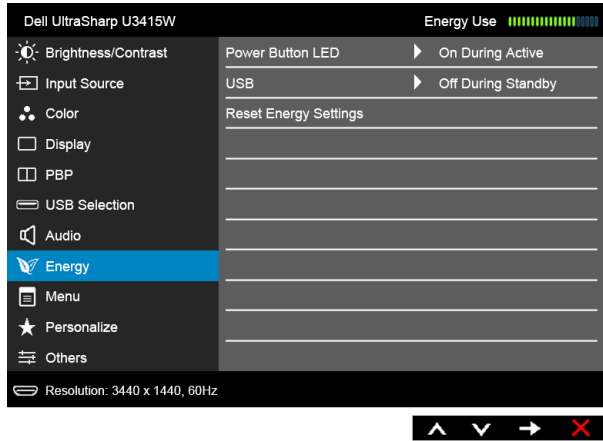 Dell UltraSharp U3415W Energy Use
Brightness/Contrast Power Button LED On During Active
Input Source USB Off During Standby
Color Reset Energy Settings
Display
PBP
USB Selection
Audio
Energy
Menu
Personalize
Others
Resolution: 3440 x 1440, 60Hz